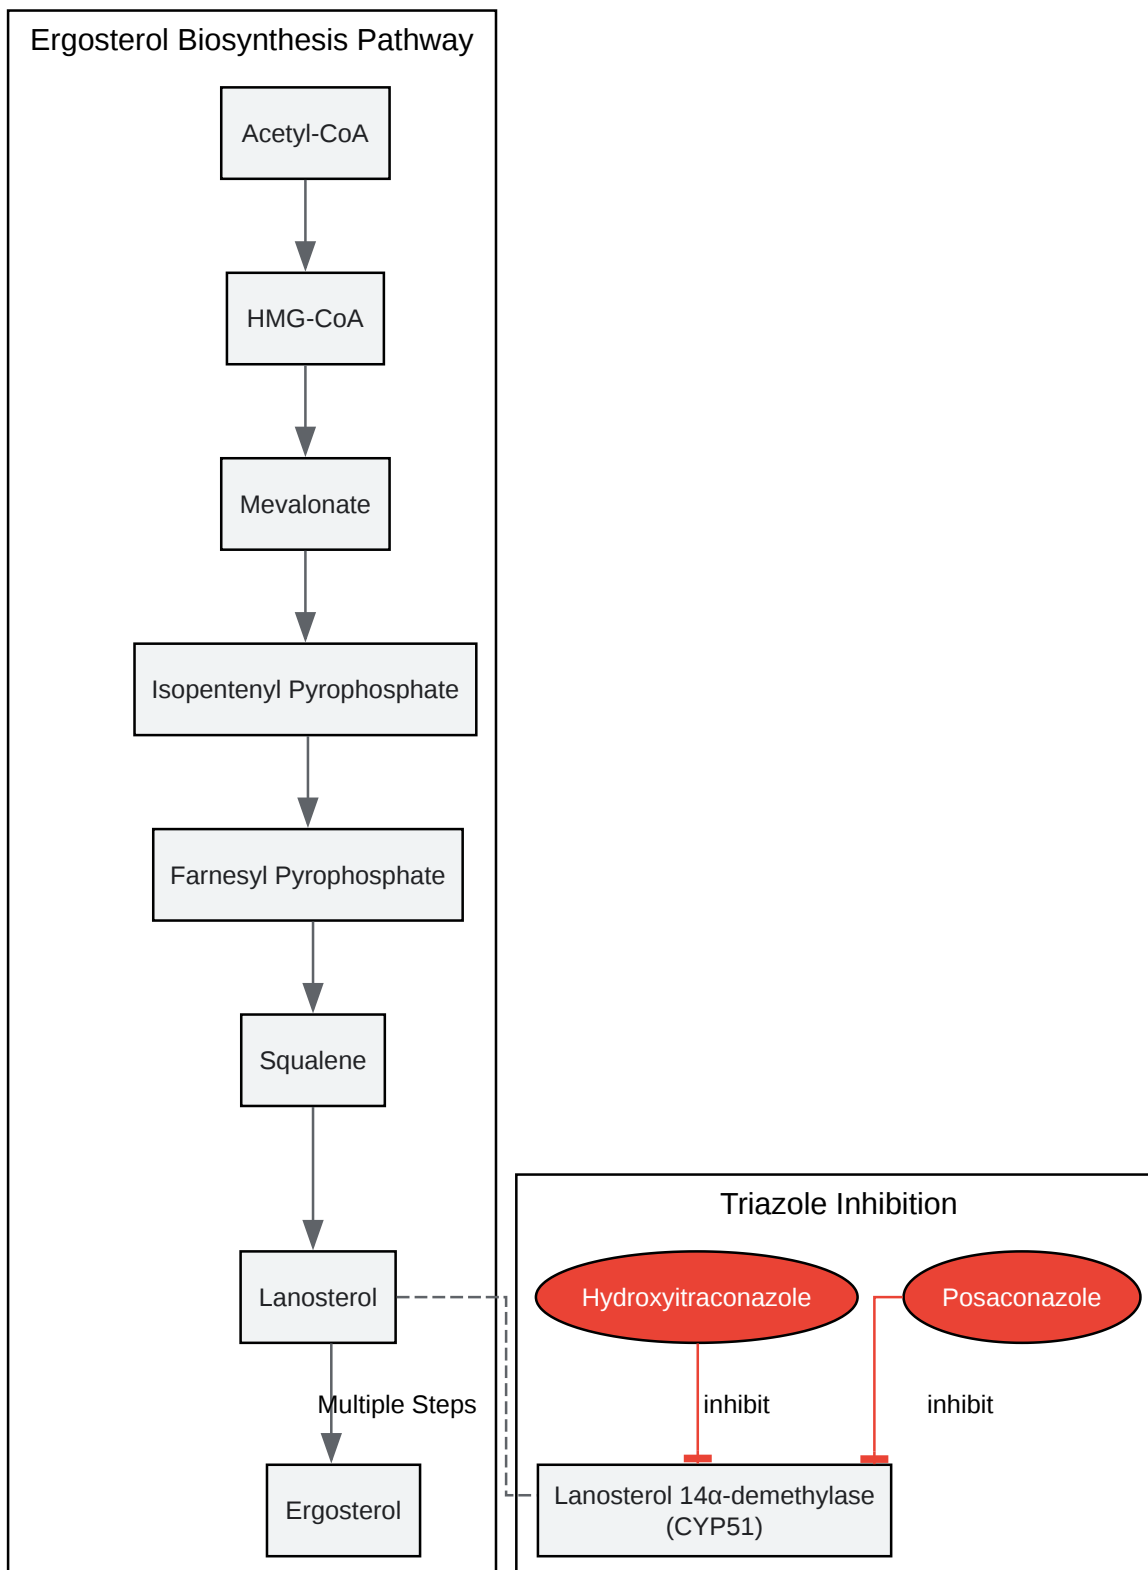 Ergosterol Biosynthesis Pathway
Acetyl-CoA
HMG-CoA
Mevalonate
Isopentenyl Pyrophosphate
Farnesyl Pyrophosphate
Squalene
Lanosterol
Multiple Steps
Ergosterol
Triazole Inhibition
Hydroxyitraconazole
Posaconazole
inhibit
inhibit
Lanosterol 14α-demethylase
(CYP51)